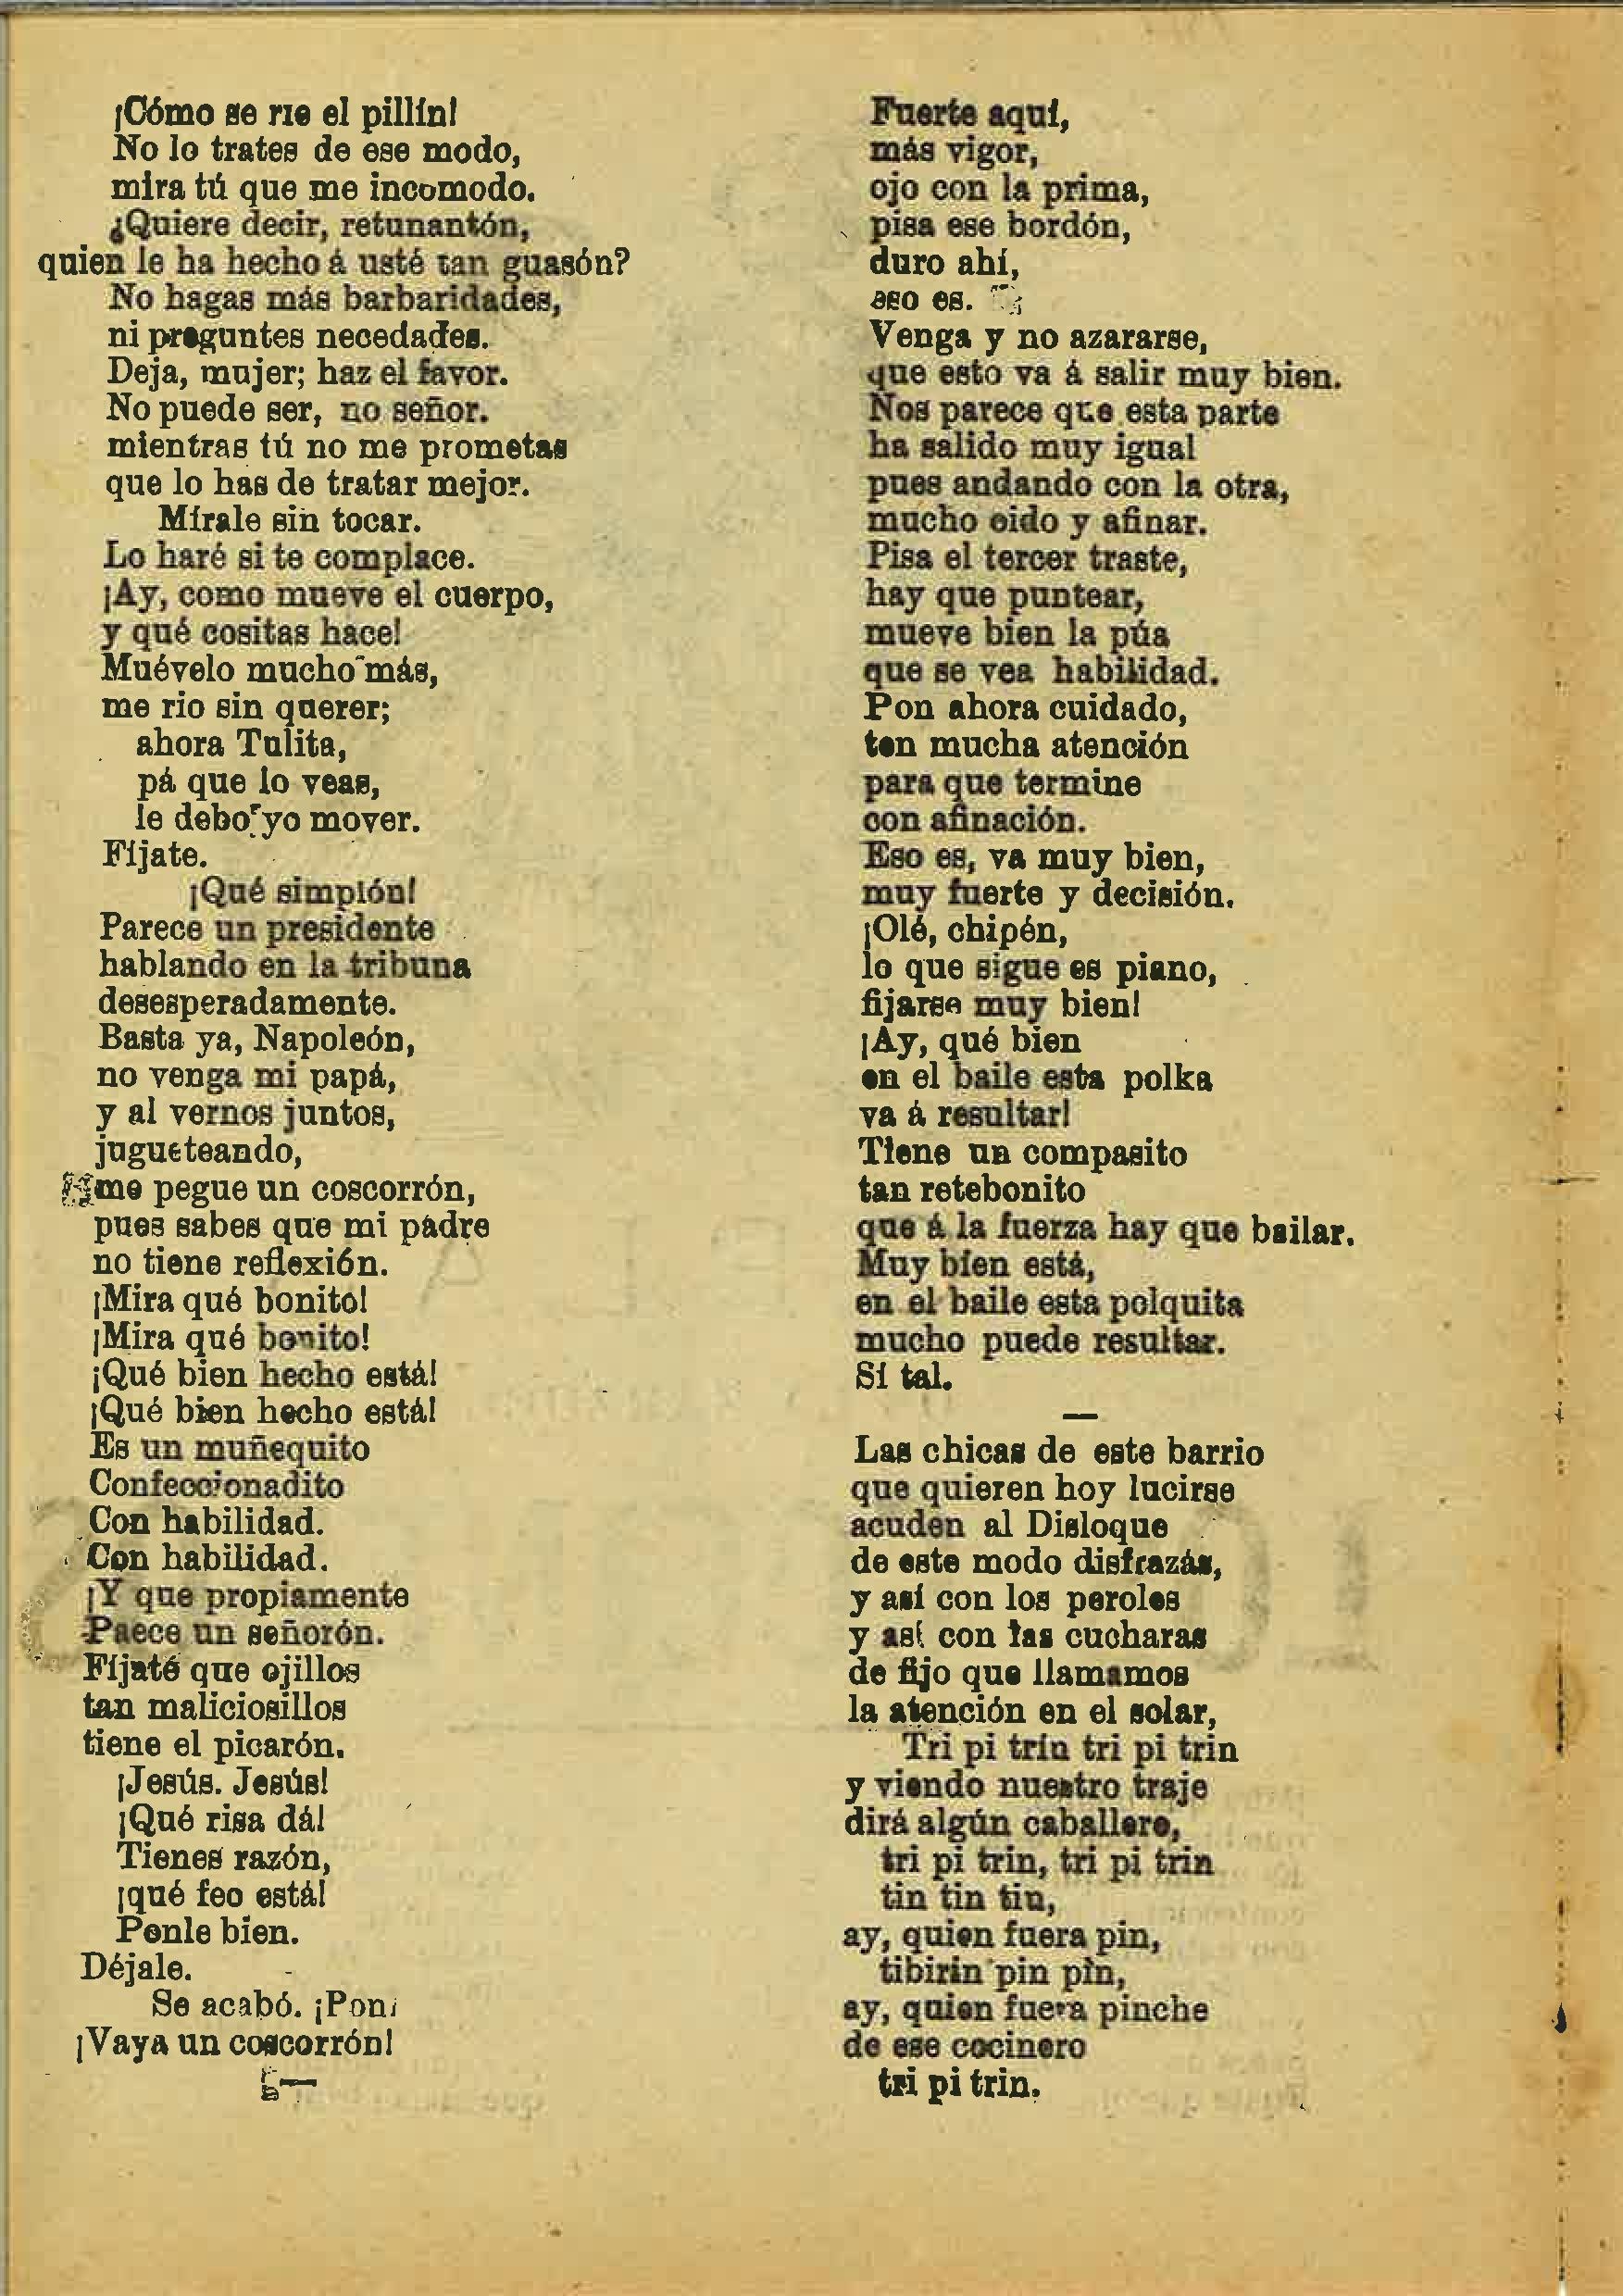 ¡Cómo se rie el pillín!
No lo trates de ese modo,
mira tú que me incomodo.
¿Quiere decir, retunantón,
quien le ha hecho á usté tan guasón?
No hagas más barbaridades,
ni preguntes necedades.
Deja, mujer; haz el favor.
No puede ser, no señor.
mientras tú no me prometas
que lo has de tratar mejor.
Mírale sin tocar.
Lo haré si te complace.
¡Ay, como mueve el cuerpo,
y qué cositas hace!
Muévelo mucho más,
me rio sin querer;
ahora Tulita,
pá que lo veas,
le debo yo mover.
Fíjate.
¡Qué simplón!
Parece un presidente
hablando en la tribuna
desesperadamente.
Basta ya, Napoleón,
no venga mi papá,
y al vernos juntos,
jugueteando,
me pegue un coscorrón,
pues sabes que mi padre
no tiene reflexión.
¡Mira qué bonito!
¡Mira qué bonito!
¡Qué bien hecho está!
¡Qué bien hecho está!
Es un muñequito
Confeccionadito
Con habilidad.
Con habilidad.
¡Y que propiamente
Paece un señorón.
Fíjate que ojillos
tan maliciosillos
tiene el picarón.
¡Jesús. Jesús!
¡Qué risa dá!
Tienes razón,
¡qué feo está!
Ponle bien.
Déjale.
Se acabó. ¡Pon!
¡Vaya un coscorrón!
—
Fuerte aquí,
más vigor,
ojo con la prima,
pisa ese bordón,
duro ahí,
eso es.
Venga y no azararse,
que esto va á salir muy bien.
Nos parece que esta parte
ha salido muy igual
pues andando con la otra,
mucho oido y afinar.
Pisa el tercer traste,
hay que puntear,
mueve bien la púa
que se vea habilidad.
Pon ahora cuidado,
ten mucha atención
para que termine
con afinación.
Eso es, va muy bien,
muy fuerte y decisión.
¡Olé, chipén,
lo que sigue es piano,
fijarse muy bien!
¡Ay, qué bien
en el baile esta polka
va á resultar!
Tiene un compasito
tan retebonito
que á la fuerza hay que bailar.
Muy bien está,
en el baile esta polquita
mucho puede resultar.
Sí tal.
—
Las chicas de este barrio
que quieren hoy lucirse
acuden al Disloque
de este modo disfrazás,
y así con los peroles
y así con las cucharas
de fijo que llamamos
la atención en el solar,
Tri pi trin tri pi trin
y viendo nuestro traje
dirá algún caballero,
tri pi trin, tri pi trin
tin tin tin,
ay, quien fuera pin,
tibirin pin pin,
ay, quien fuera pinche
de ese cocinero
tri pi trin.